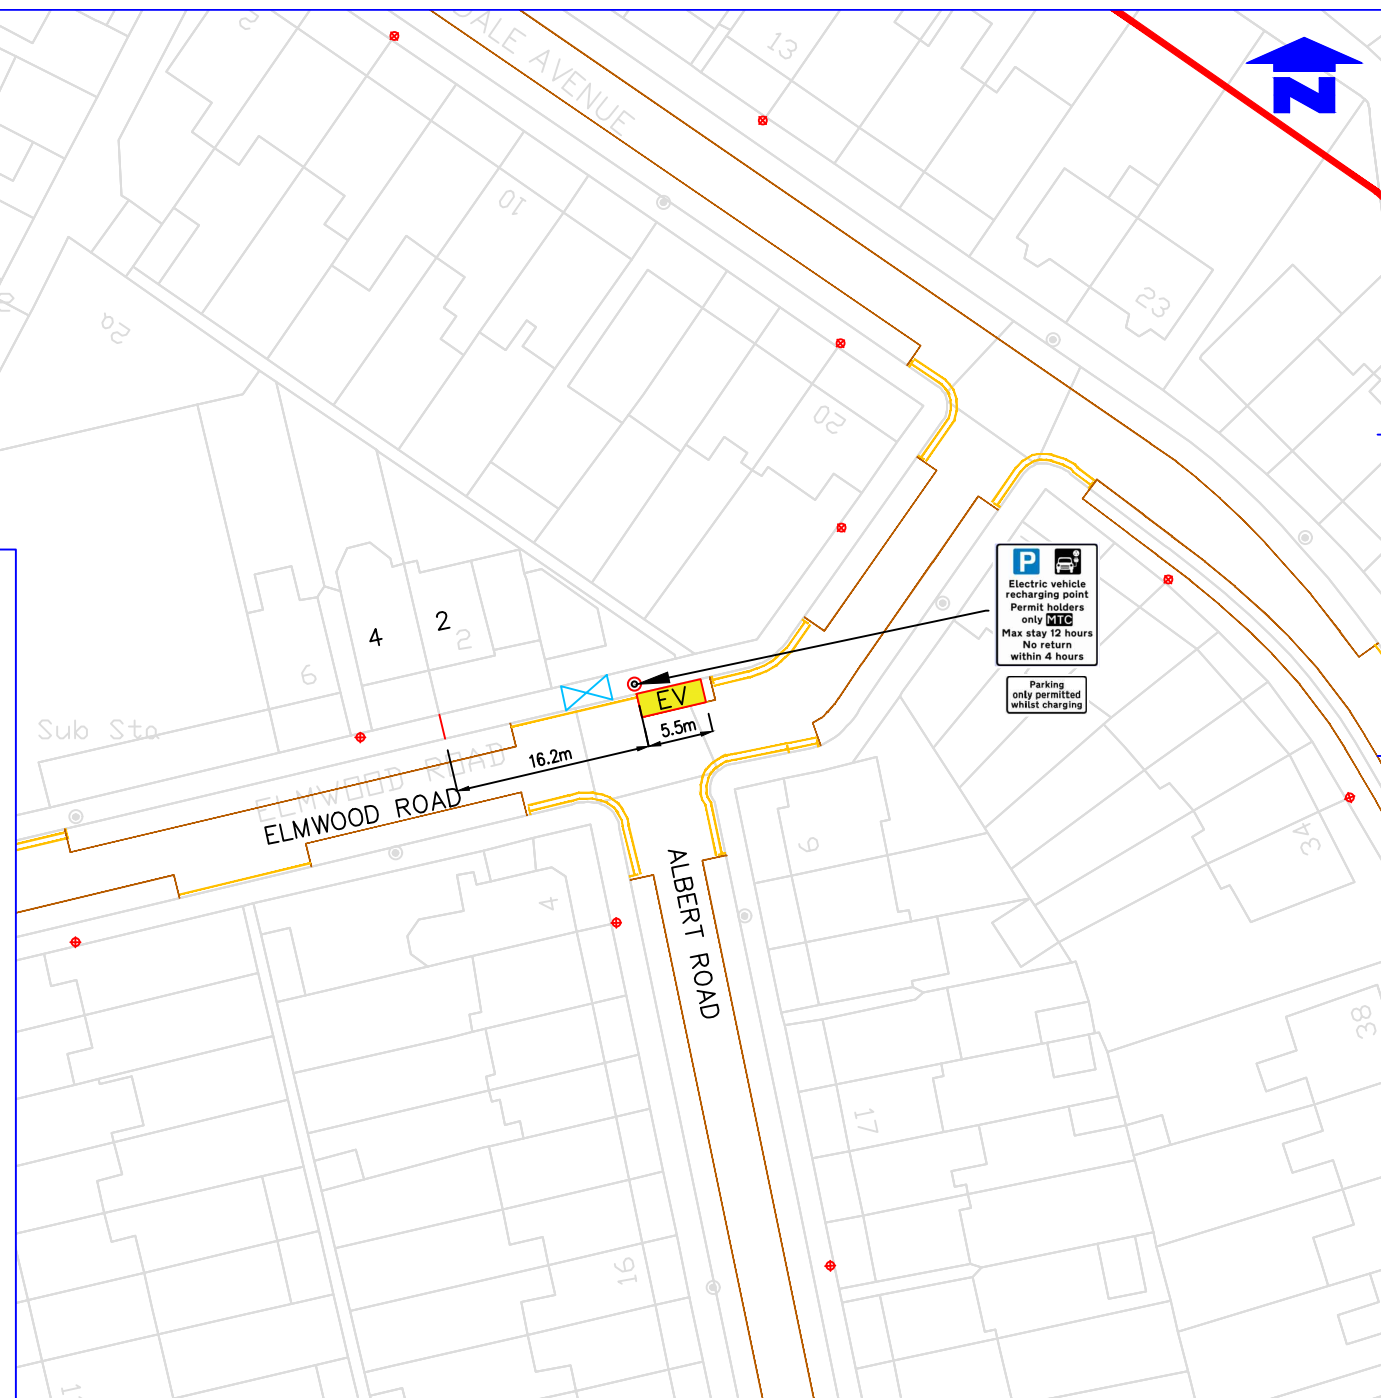 DALE AVENUE
13
N
2
10
2a
23
20
4
2
2
6
Sub Sta
P
Electric vehicle
recharging point
Permit holders
only MTC
Max stay 12 hours
No return
within 4 hours
Parking
only permitted
whilst charging
EV
5.5m
16.2m
ELMWOOD ROAD
ELMWOOD ROAD
ALBERT ROAD
9
4
34
38
17
16